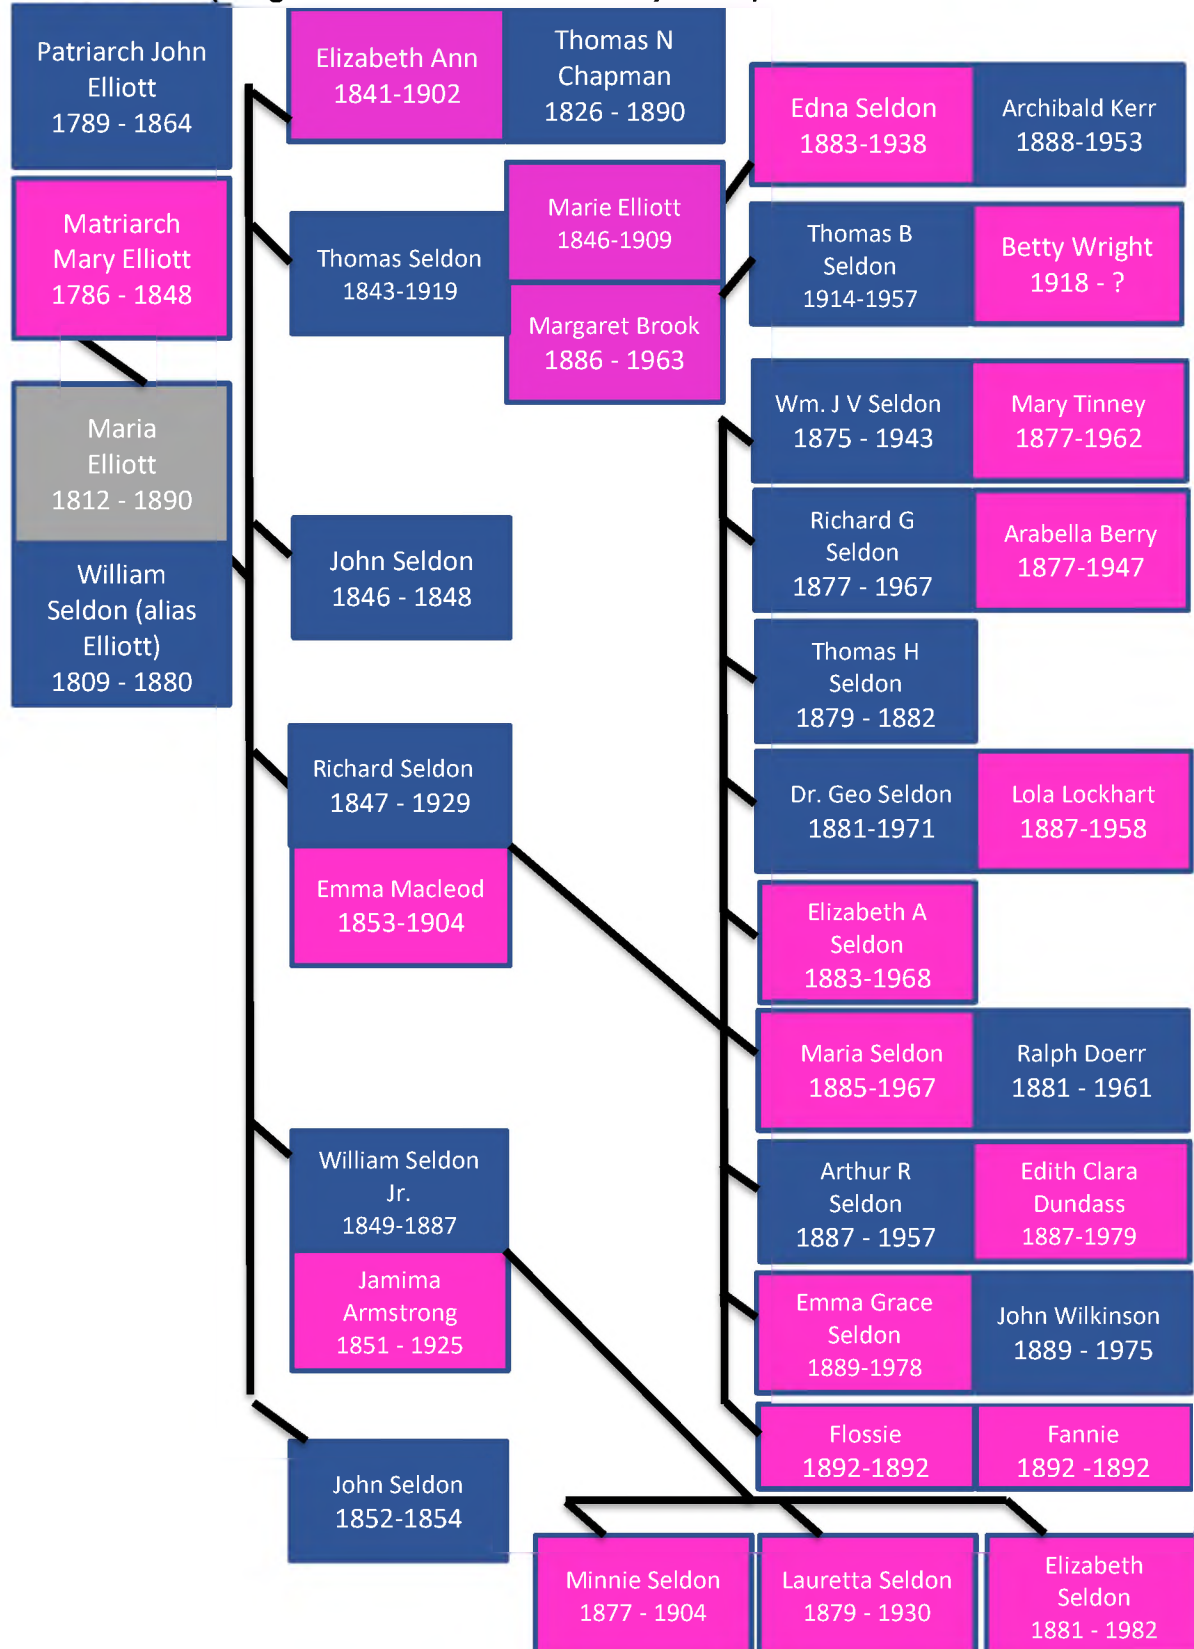 Patriarch John
Elliott
1789 - 1864
Matriarch
Mary Elliott
1786 - 1848
Maria
Elliott
1812 - 1890
William
Seldon (alias
Elliott)
1809 - 1880
Elizabeth Ann
1841-1902
Thomas N
Chapman
1826 - 1890
Thomas Seldon
1843-1919
Marie Elliott
1846-1909
Margaret Brook
1886 - 1963
Edna Seldon
1883-1938
Archibald Kerr
1888-1953
Thomas B
Seldon
1914-1957
Betty Wright
1918 - ?
John Seldon
1846 - 1848
Richard Seldon
1847 - 1929
Emma Macleod
1853-1904
Wm. J V Seldon
1875 - 1943
Mary Tinney
1877-1962
Richard G
Seldon
1877 - 1967
Arabella Berry
1877-1947
Thomas H
Seldon
1879 - 1882
Dr. Geo Seldon
1881-1971
Lola Lockhart
1887-1958
Elizabeth A
Seldon
1883-1968
Maria Seldon
1885-1967
Ralph Doerr
1881 - 1961
Arthur R
Seldon
1887 - 1957
Edith Clara
Dundass
1887-1979
Emma Grace
Seldon
1889-1978
John Wilkinson
1889 - 1975
Flossie
1892-1892
Fannie
1892 -1892
William Seldon
Jr.
1849-1887
Jamima
Armstrong
1851 - 1925
John Seldon
1852-1854
Minnie Seldon
1877 - 1904
Lauretta Seldon
1879 - 1930
Elizabeth
Seldon
1881 - 1982